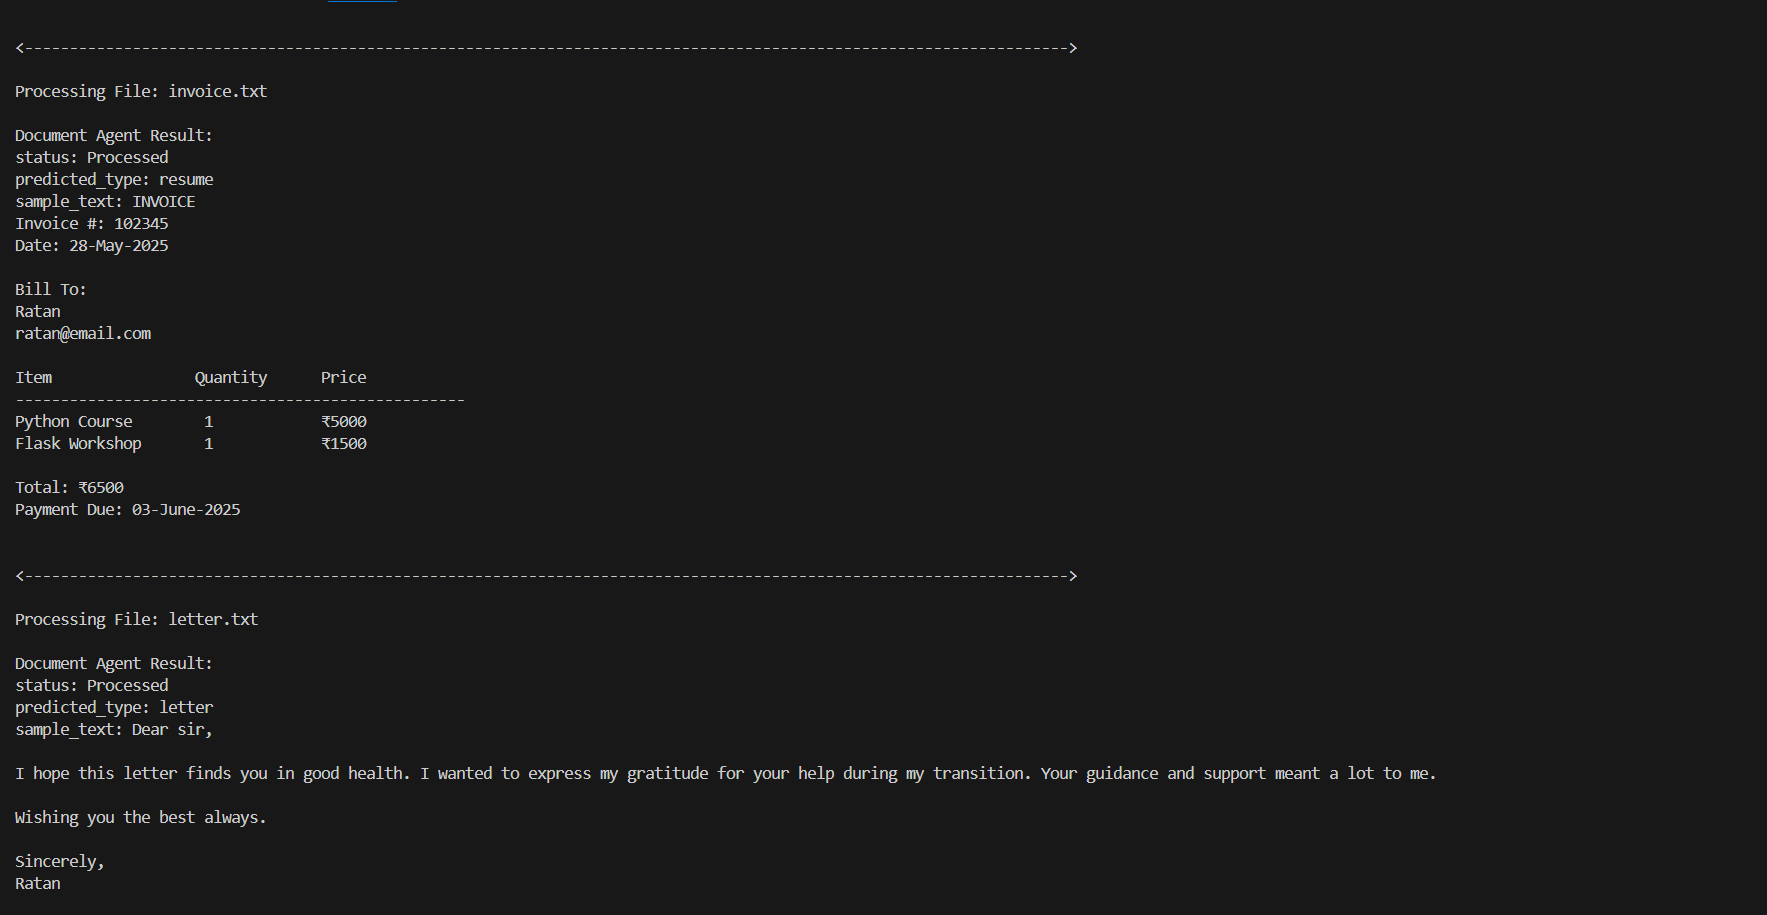 <-------------------------------------------------------------------------------------------------------------------->
Processing File: invoice.txt
Document Agent Result:
status: Processed
predicted_type: resume
sample_text: INVOICE
Invoice #: 102345
Date: 28-May-2025
Bill To:
Ratan
ratan@email.com
Item                Quantity      Price
--------------------------------------------------
Python Course        1            ₹5000
Flask Workshop       1            ₹1500
Total: ₹6500
Payment Due: 03-June-2025
<-------------------------------------------------------------------------------------------------------------------->
Processing File: letter.txt
Document Agent Result:
status: Processed
predicted_type: letter
sample_text: Dear sir,
I hope this letter finds you in good health. I wanted to express my gratitude for your help during my transition. Your guidance and support meant a lot to me.
Wishing you the best always.
Sincerely,
Ratan